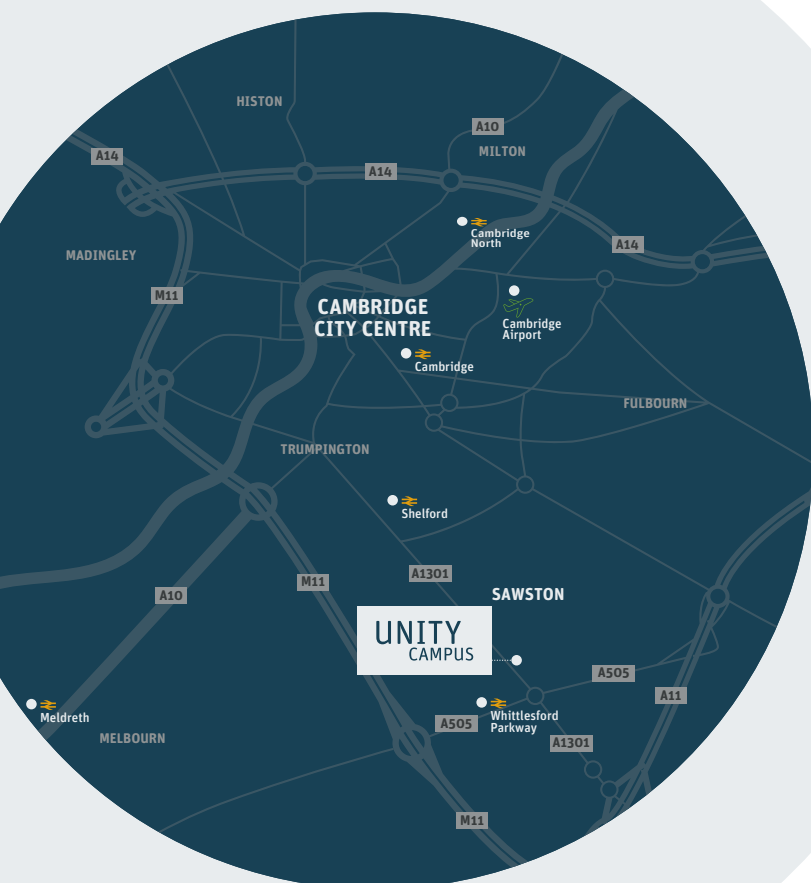 HISTON
A10
MILTON
A14
A14
Cambridge
North
A14
MADINGLEY
M11
CAMBRIDGE
CITY CENTRE
Cambridge
Airport
Cambridge
FULBOURN
TRUMPINGTON
Shelford
A1301
M11
A10
SAWSTON
UNITY
CAMPUS
A505
A11
Meldreth
Whittlesford
Parkway
A505
MELBOURN
A1301
M11